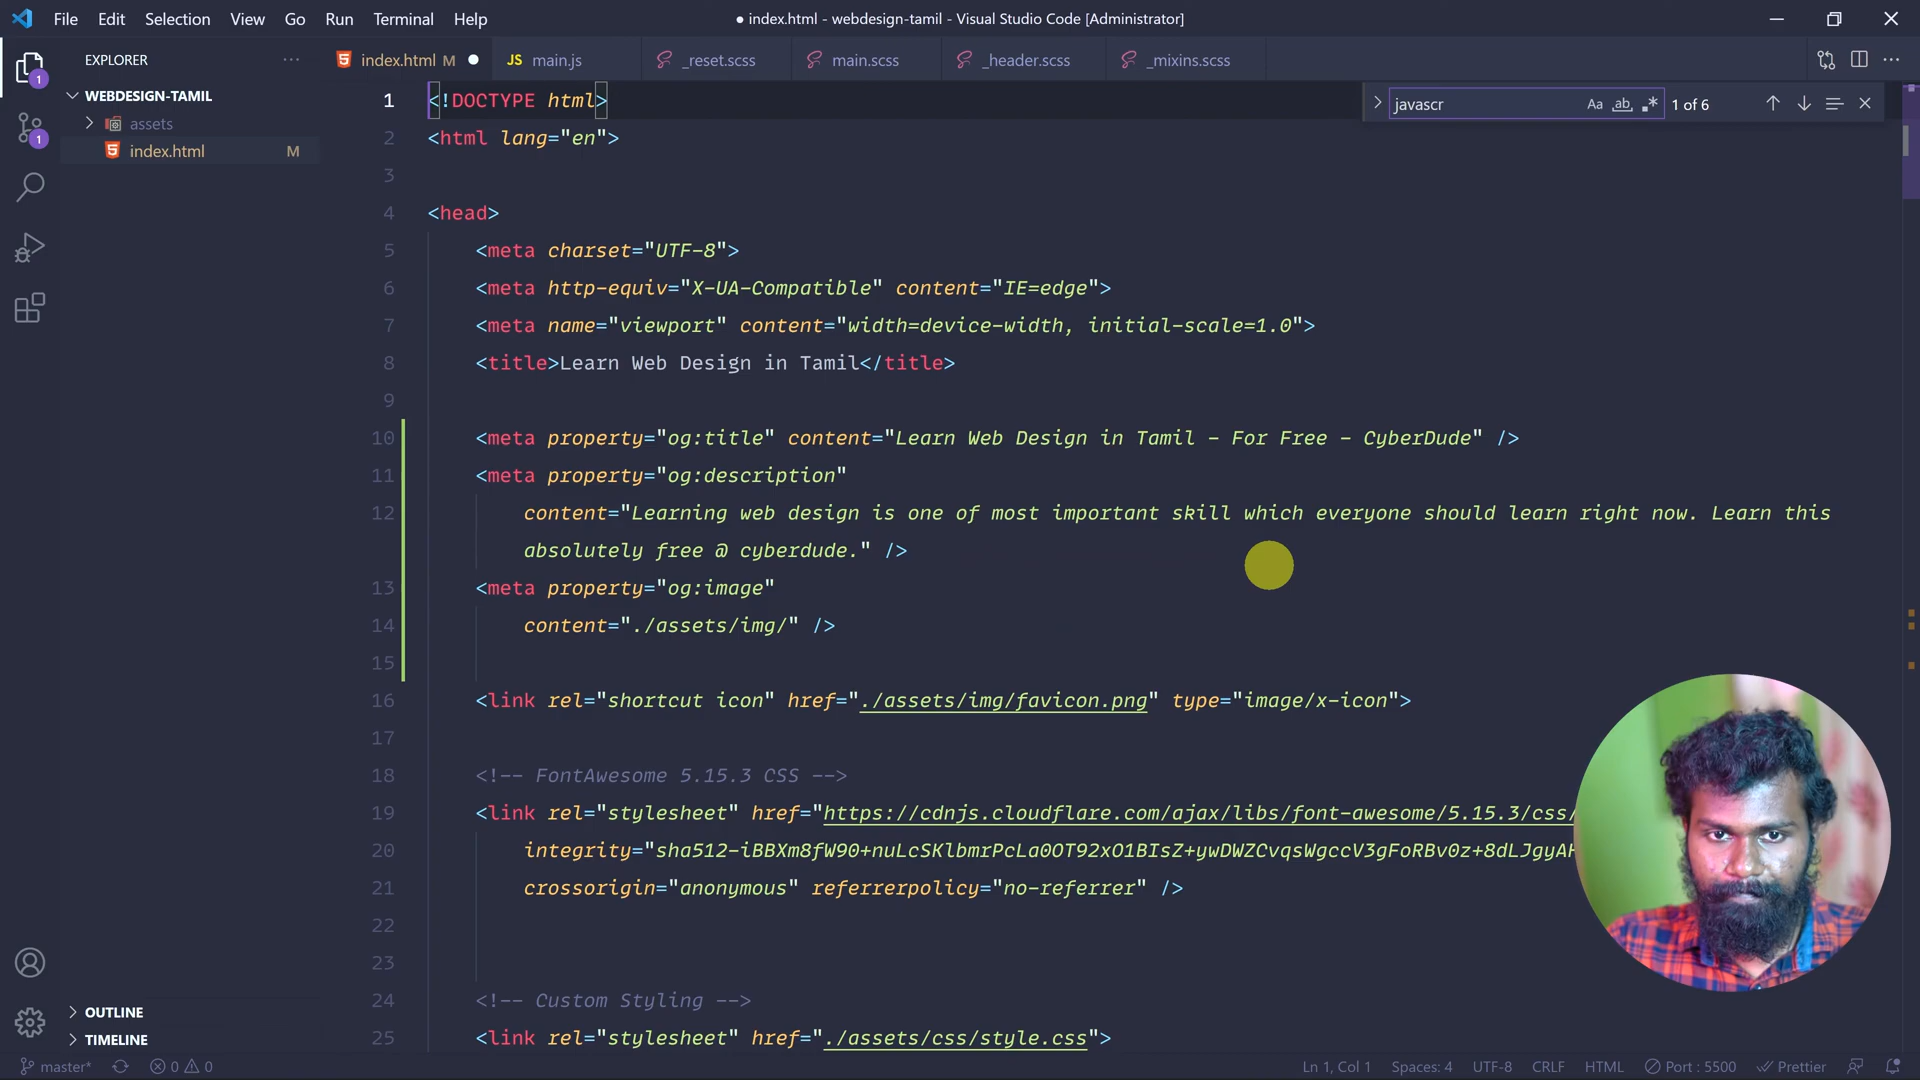 File Edit Selection View Go Run Terminal Help
● index.html - webdesign-tamil - Visual Studio Code [Administrator]
EXPLORER
index.html M
JS main.js
_reset.scss
main.scss
_header.scss
_mixins.scss
WEBDESIGN-TAMIL
assets
index.html M
1
1
javascr
Aa ab 1 of 6
1 <!DOCTYPE html>
2 <html lang="en">
3
4 <head>
5 <meta charset="UTF-8">
6 <meta http-equiv="X-UA-Compatible" content="IE=edge">
7 <meta name="viewport" content="width=device-width, initial-scale=1.0">
8 <title>Learn Web Design in Tamil</title>
9
10 <meta property="og:title" content="Learn Web Design in Tamil - For Free - CyberDude" />
11 <meta property="og:description"
12 content="Learning web design is one of most important skill which everyone should learn right now. Learn this
absolutely free @ cyberdude." />
13 <meta property="og:image"
14 content="./assets/img/" />
15
16 <link rel="shortcut icon" href="./assets/img/favicon.png" type="image/x-icon">
17
18 <!-- FontAwesome 5.15.3 CSS -->
19 <link rel="stylesheet" href="https://cdnjs.cloudflare.com/ajax/libs/font-awesome/5.15.3/css/
20 integrity="sha512-iBBXm8fW90+nuLcSKlbmrPcLa0OT92xO1BIsZ+ywDWZCvqsWgccV3gFoRBv0z+8dLJgyAH
21 crossorigin="anonymous" referrerpolicy="no-referrer" />
22
23
24 <!-- Custom Styling -->
25 <link rel="stylesheet" href="./assets/css/style.css">
OUTLINE
TIMELINE
master* 0 0 Ln 1, Col 1 Spaces: 4 UTF-8 CRLF HTML Port : 5500 Prettier